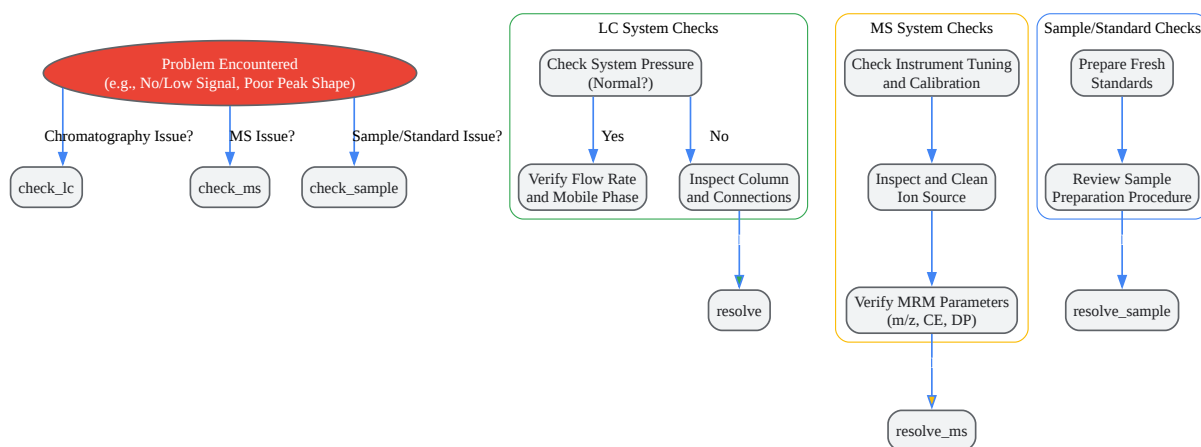 Problem Encountered
(e.g., No/Low Signal, Poor Peak Shape)
Chromatography Issue?
MS Issue?
Sample/Standard Issue?
check_lc
check_ms
check_sample
LC System Checks
Check System Pressure
(Normal?)
Yes
No
Verify Flow Rate
and Mobile Phase
Inspect Column
and Connections
resolve
MS System Checks
Check Instrument Tuning
and Calibration
Inspect and Clean
Ion Source
Verify MRM Parameters
(m/z, CE, DP)
resolve_ms
Sample/Standard Checks
Prepare Fresh
Standards
Review Sample
Preparation Procedure
resolve_sample